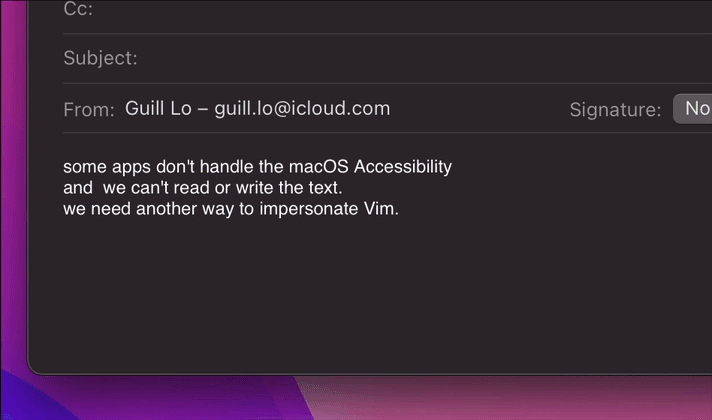 Cc:
Subject:
From: Guill Lo – guill.lo@icloud.com Signature: No
some apps don't handle the macOS Accessibility
and  we can't read or write the text.
we need another way to impersonate Vim.